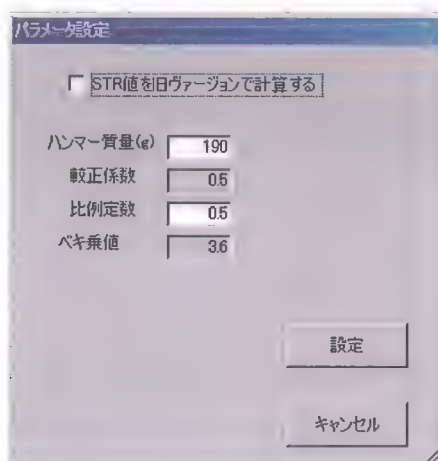 パラメータ設定
STR値を旧ヴァージョンで計算する
ハンマー質量(g) 190
較正係数 0.5
比例定数 0.5
ベキ乗値 3.6
設定
キャンセル